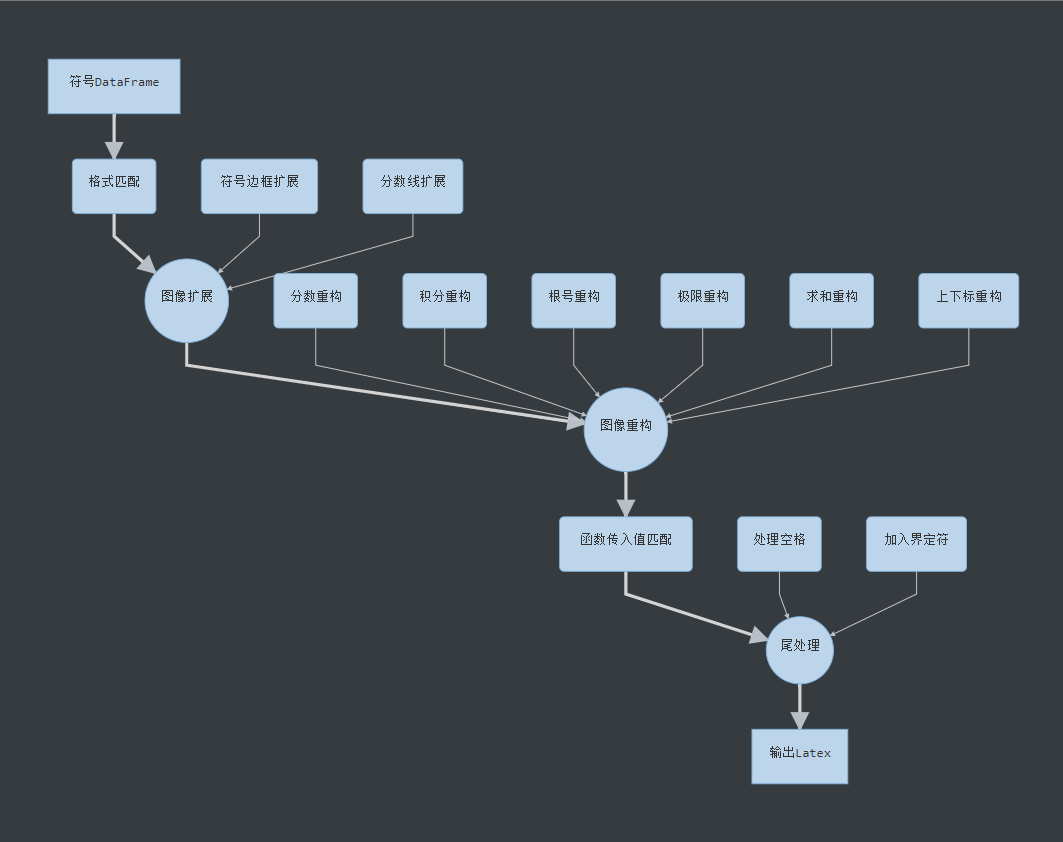 符号DataFrame
格式匹配
符号边框扩展
分数线扩展
图像扩展
分数重构
积分重构
根号重构
极限重构
求和重构
上下标重构
图像重构
函数传入值匹配
处理空格
加入界定符
尾处理
输出Latex